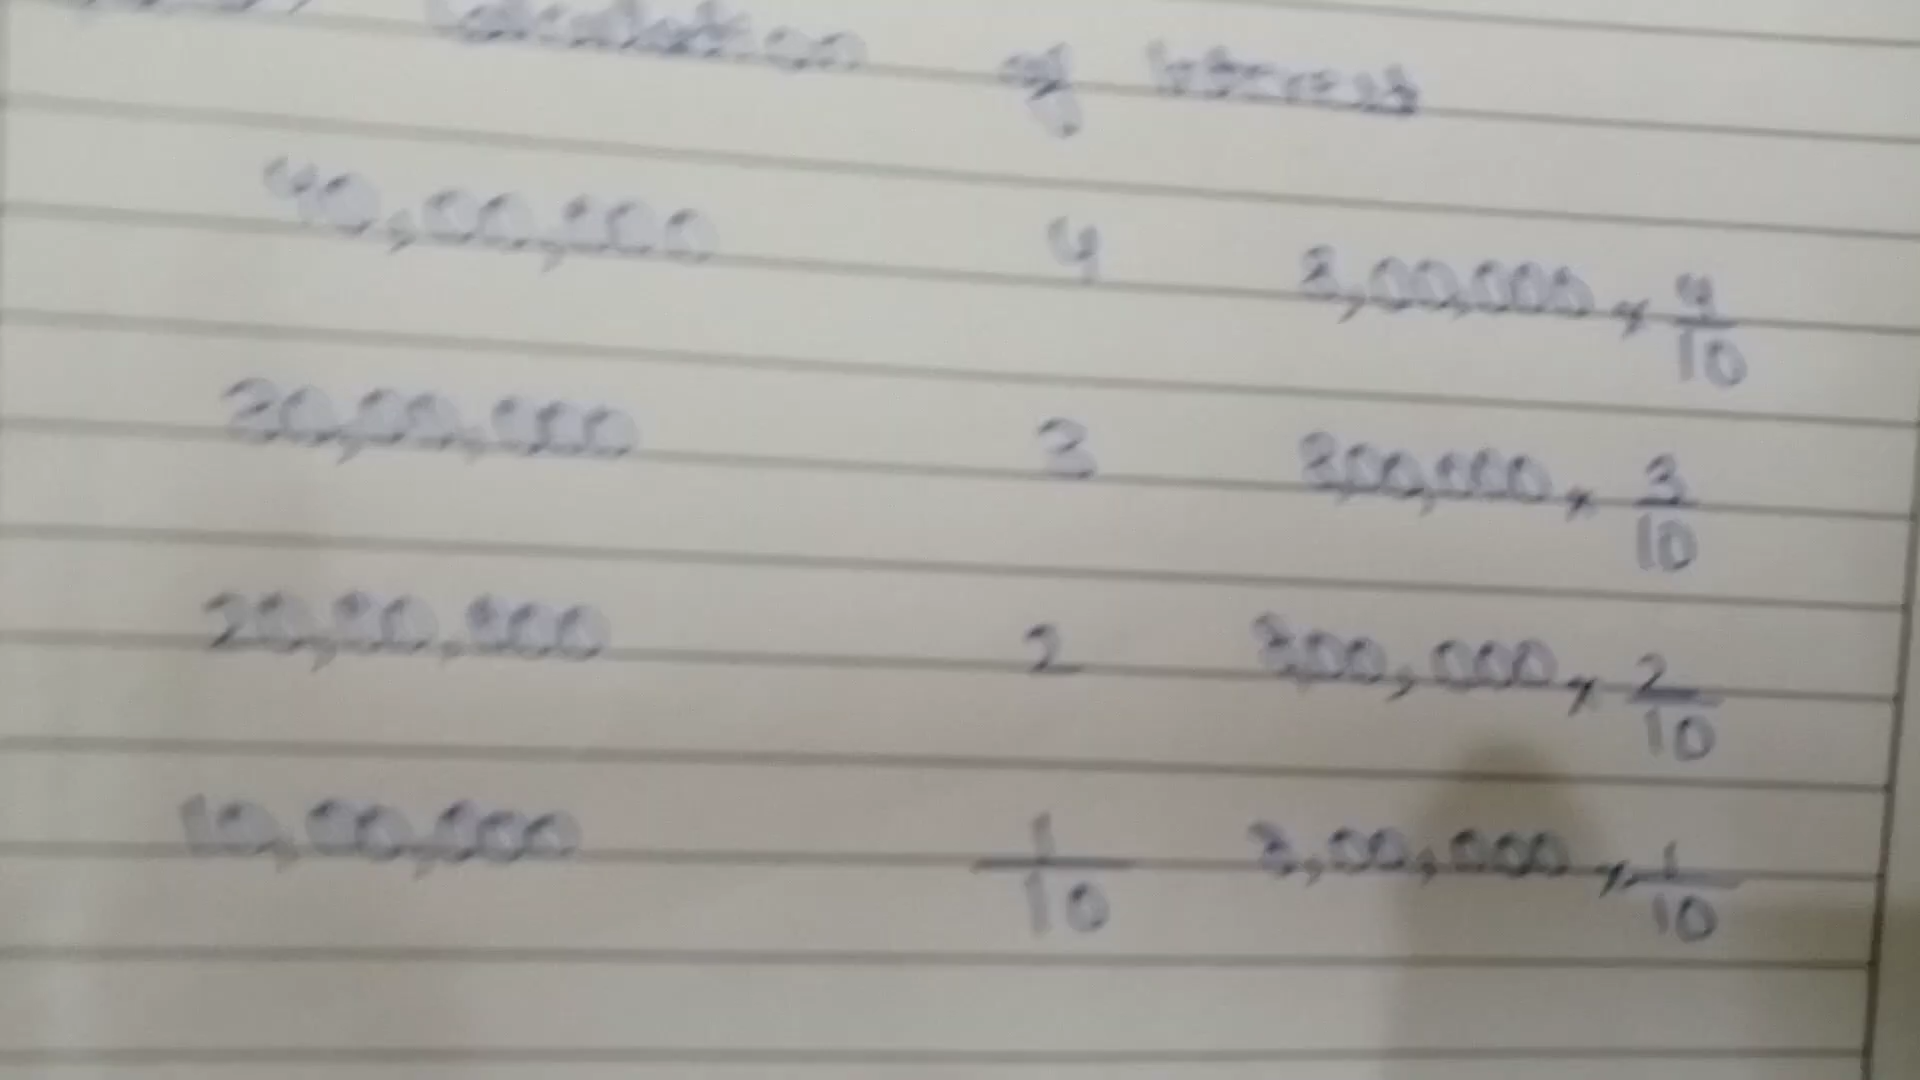 Calculation of Interest
40,00,000 4 3,00,000 × 4/10
30,00,000 3 300,000 × 3/10
20,00,000 2 300,000 × 2/10
10,00,000 1/10 3,00,000 × 1/10